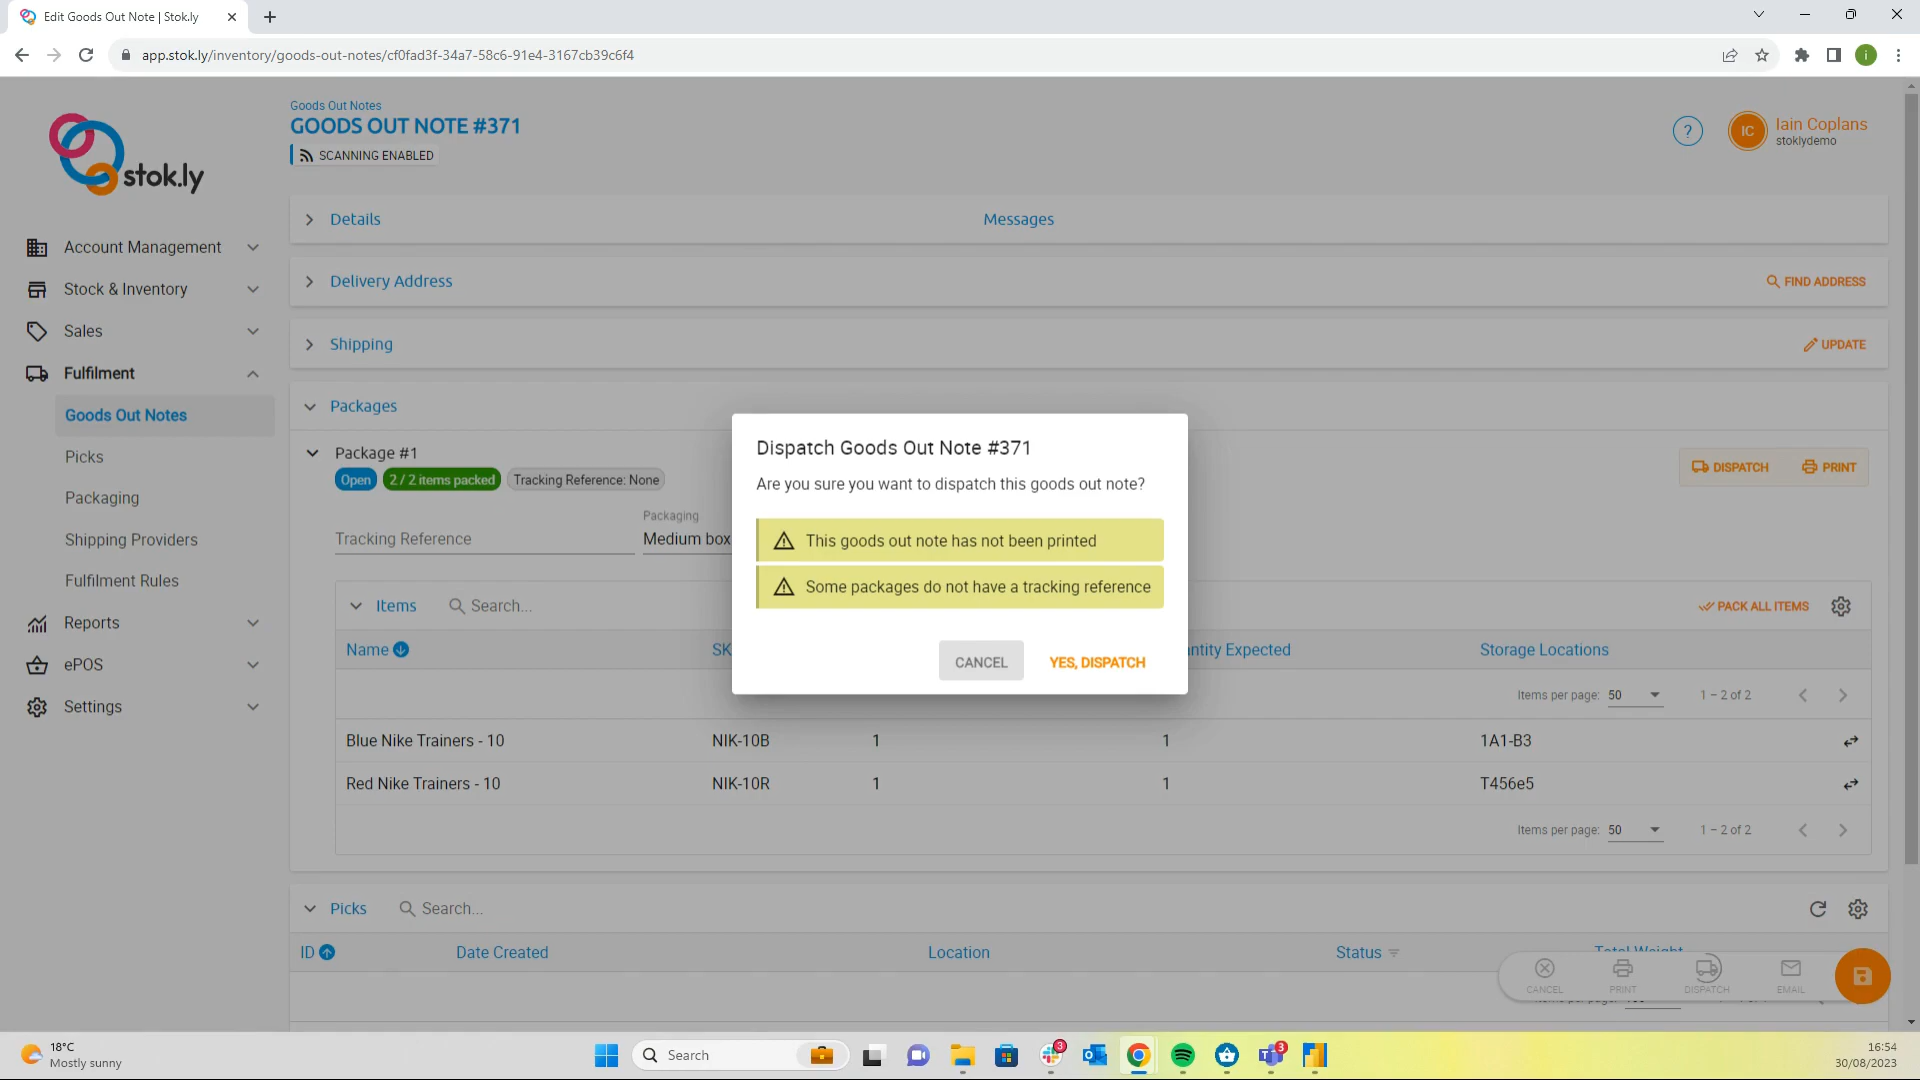 Edit Goods Out Note | Stok.ly
app.stok.ly/inventory/goods-out-notes/cf0fad3f-34a7-58c6-91e4-3167cb39c6f4
stok.ly
Goods Out Notes
GOODS OUT NOTE #371
SCANNING ENABLED
?
IC
Iain Coplans
stoklydemo
Account Management
Stock & Inventory
Sales
Fulfilment
Goods Out Notes
Picks
Packaging
Shipping Providers
Fulfilment Rules
Reports
ePOS
Settings
Details
Messages
Delivery Address
FIND ADDRESS
Shipping
UPDATE
Packages
Package #1
Open
2 / 2 items packed
Tracking Reference: None
DISPATCH
PRINT
Tracking Reference
Packaging
Medium box
Items
Search...
PACK ALL ITEMS
Name
SK
ntity Expected
Storage Locations
Items per page: 50
1 – 2 of 2
Blue Nike Trainers - 10 NIK-10B 1 1 1A1-B3
Red Nike Trainers - 10 NIK-10R 1 1 T456e5
Items per page: 50
1 – 2 of 2
Dispatch Goods Out Note #371
Are you sure you want to dispatch this goods out note?
This goods out note has not been printed
Some packages do not have a tracking reference
CANCEL
YES, DISPATCH
Picks
Search...
ID
Date Created
Location
Status
Total Weight
CANCEL
PRINT
DISPATCH
EMAIL
18°C
Mostly sunny
Search
3
3
16:54
30/08/2023